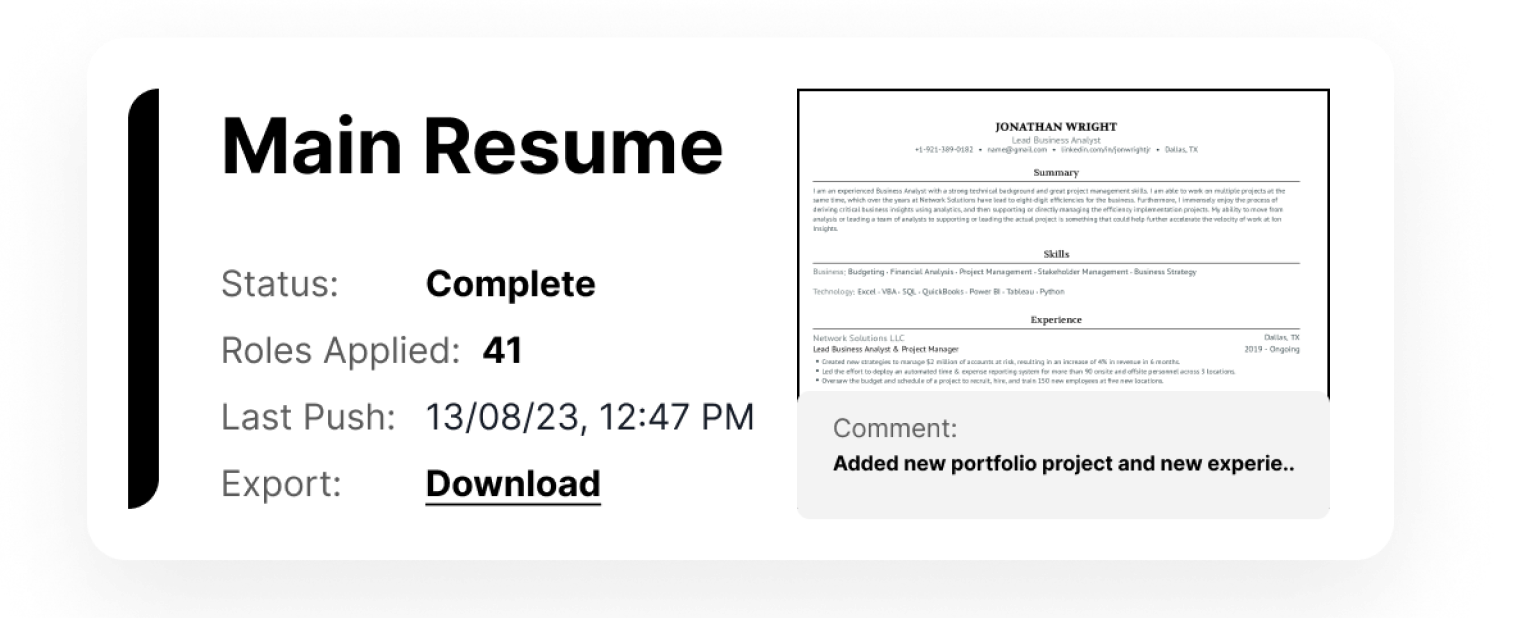 Main Resume
Status: Complete
Roles Applied: 41
Last Push: 13/08/23, 12:47 PM
Export: Download
JONATHAN WRIGHT
Lead Business Analyst
+1-921-389-0182 • name@gmail.com • linkedin.com/in/jonwrightjr • Dallas, TX
Summary
I am an experienced Business Analyst with a strong technical background and great project management skills. I am able to work on multiple projects at the
same time, which over the years at Network Solutions have lead to eight-digit efficiencies for the business. Furthermore, I immensely enjoy the process of
deriving critical business insights using analytics, and then supporting or directly managing the efficiency implementation projects. My ability to move from
analysis or leading a team of analysts to supporting or leading the actual project is something that could help further accelerate the velocity of work at Ion
Insights.
Skills
Business: Budgeting • Financial Analysis • Project Management • Stakeholder Management • Business Strategy
Technology: Excel • VBA • SQL • QuickBooks • Power BI • Tableau • Python
Experience
Network Solutions LLC Dallas, TX
Lead Business Analyst & Project Manager 2019 - Ongoing
• Created new strategies to manage $2 million of accounts at risk, resulting in an increase of 4% in revenue in 6 months.
• Led the effort to deploy an automated time & expense reporting system for more than 90 onsite and offsite personnel across 3 locations.
• Oversaw the budget and schedule of a project to recruit, hire, and train 150 new employees at five new locations.
Comment:
Added new portfolio project and new experie..